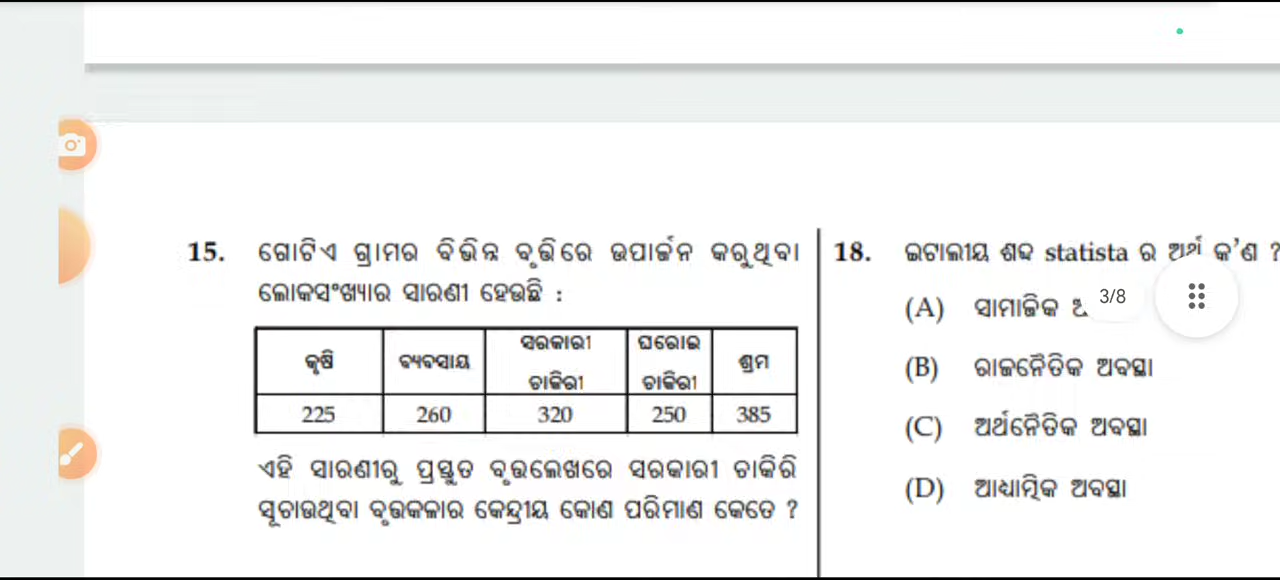 15. ଗୋଟିଏ ଗ୍ରାମର ବିଭିନ୍ନ ବୃତ୍ତିରେ ଉପାର୍ଜନ କରୁଥିବା
ଲୋକସଂଖ୍ୟାର ସାରଣୀ ହେଉଛି :
କୃଷି ବ୍ୟବସାୟ ସରକାରୀ ଚାକିରୀ ଘରୋଇ ଚାକିରୀ ଶ୍ରମ
225 260 320 250 385
ଏହି ସାରଣୀରୁ ପ୍ରସ୍ତୁତ ବୃତ୍ତଲେଖରେ ସରକାରୀ ଚାକିରି
ସୂଚାଉଥିବା ବୃତ୍ତକଳାର କେନ୍ଦ୍ରୀୟ କୋଣ ପରିମାଣ କେତେ ?
18. ଇଟାଲୀୟ ଶବ୍ଦ statista ର ଅର୍ଥ କ'ଣ ?
(A) ସାମାଜିକ
3/8
(B) ରାଜନୈତିକ ଅବସ୍ଥା
(C) ଅର୍ଥନୈତିକ ଅବସ୍ଥା
(D) ଆଧ୍ୟାତ୍ମିକ ଅବସ୍ଥା